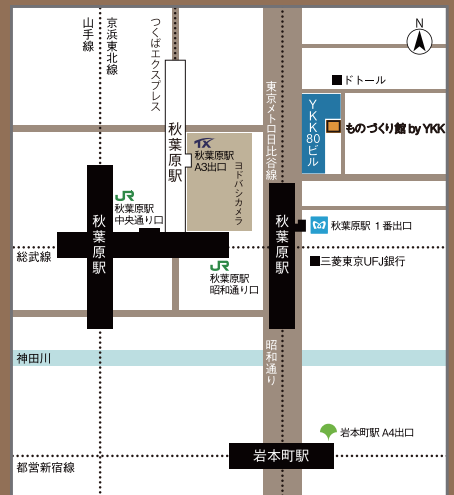 山手線
京浜東北線
つくばエクスプレス
N
ドトール
東京メトロ日比谷線
YKK80ビル
ものづくり館 by YKK
秋葉原駅
TX
秋葉原駅
A3出口
ヨドバシカメラ
JR
秋葉原駅
中央通り口
秋葉原駅
秋葉原駅
秋葉原駅 1番出口
総武線
三菱東京UFJ銀行
JR
秋葉原駅
昭和通り口
昭和通り
神田川
岩本町駅 A4出口
岩本町駅
都営新宿線